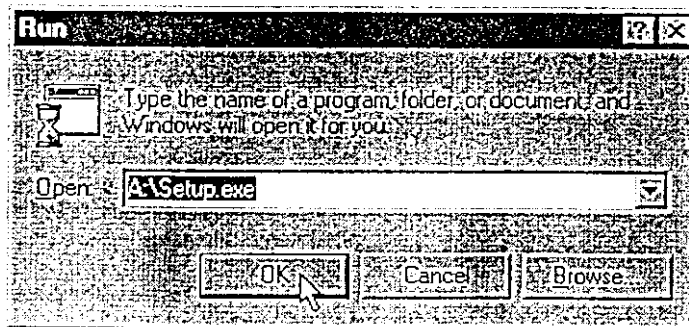 Run
Type the name of a program, folder, or document, and
Windows will open it for you.
Open: A:\Setup.exe
OK Cancel Browse...